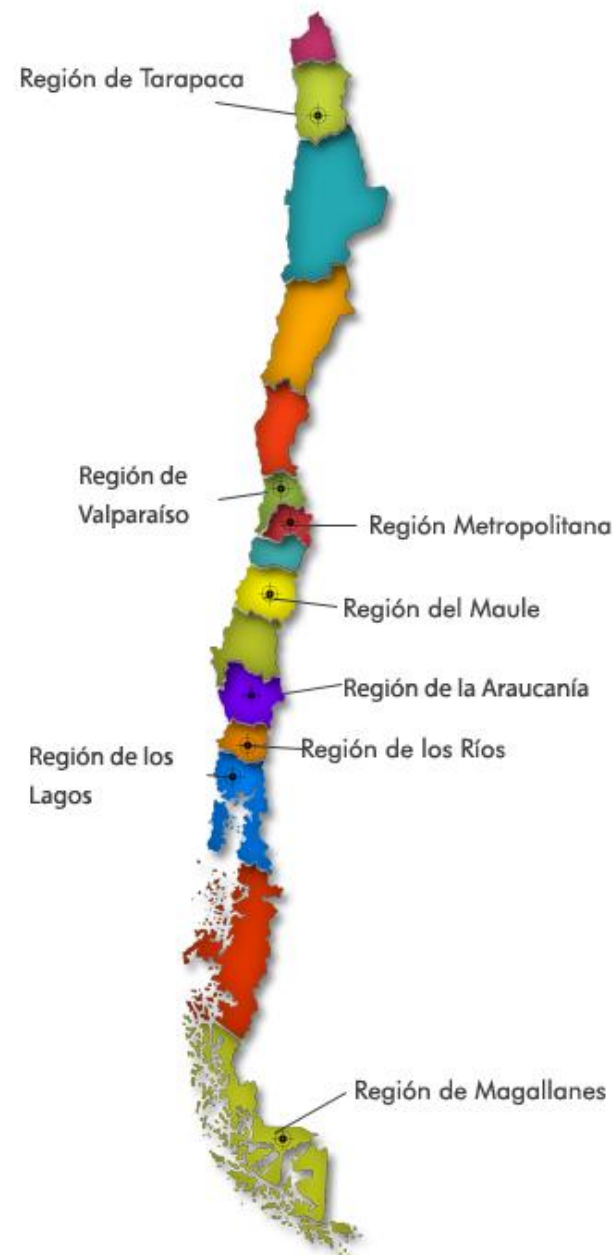 Región de Tarapaca
Región de
Valparaíso
Región Metropolitana
Región del Maule
Región de la Araucanía
Región de los Ríos
Región de los
Lagos
Región de Magallanes